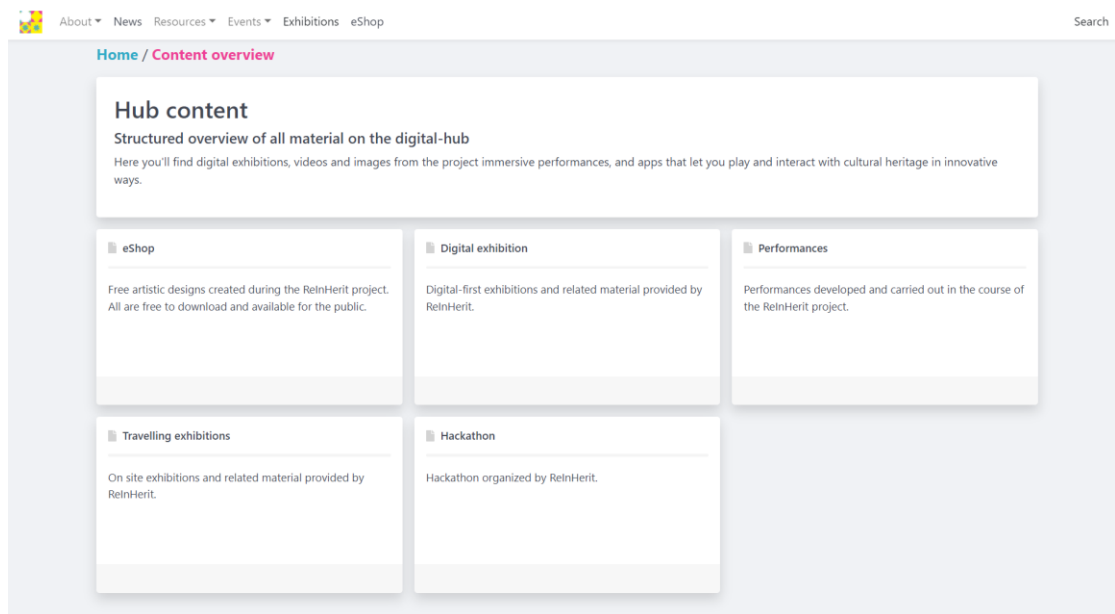 About News Resources Events Exhibitions eShop Search
Home / Content overview
Hub content
Structured overview of all material on the digital-hub
Here you'll find digital exhibitions, videos and images from the project immersive performances, and apps that let you play and interact with cultural heritage in innovative
ways.
eShop
Free artistic designs created during the ReInHerit project.
All are free to download and available for the public.
Digital exhibition
Digital-first exhibitions and related material provided by
ReInHerit.
Performances
Performances developed and carried out in the course of
the ReInHerit project.
Travelling exhibitions
On site exhibitions and related material provided by
ReInHerit.
Hackathon
Hackathon organized by ReInHerit.